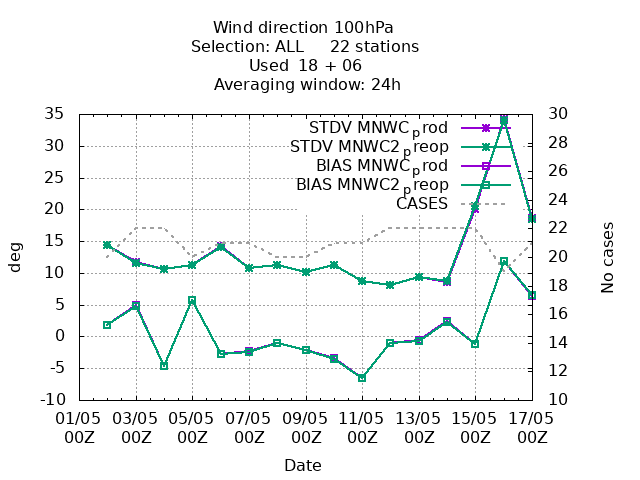 Wind direction 100hPa
Selection: ALL 22 stations
Used 18 + 06
Averaging window: 24h
35
30
25
20
15
10
5
0
-5
-10
deg
STDV MNWC_prod
STDV MNWC2_preop
BIAS MNWC_prod
BIAS MNWC2_preop
CASES
30
28
26
24
22
20
18
16
14
12
10
No cases
01/05 03/05 05/05 07/05 09/05 11/05 13/05 15/05 17/05
00Z 00Z 00Z 00Z 00Z 00Z 00Z 00Z 00Z
Date